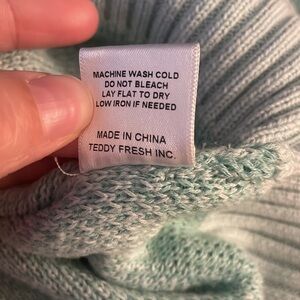 MACHINE WASH COLD
DO NOT BLEACH
LAY FLAT TO DRY
LOW IRON IF NEEDED
MADE IN CHINA
TEDDY FRESH INC.